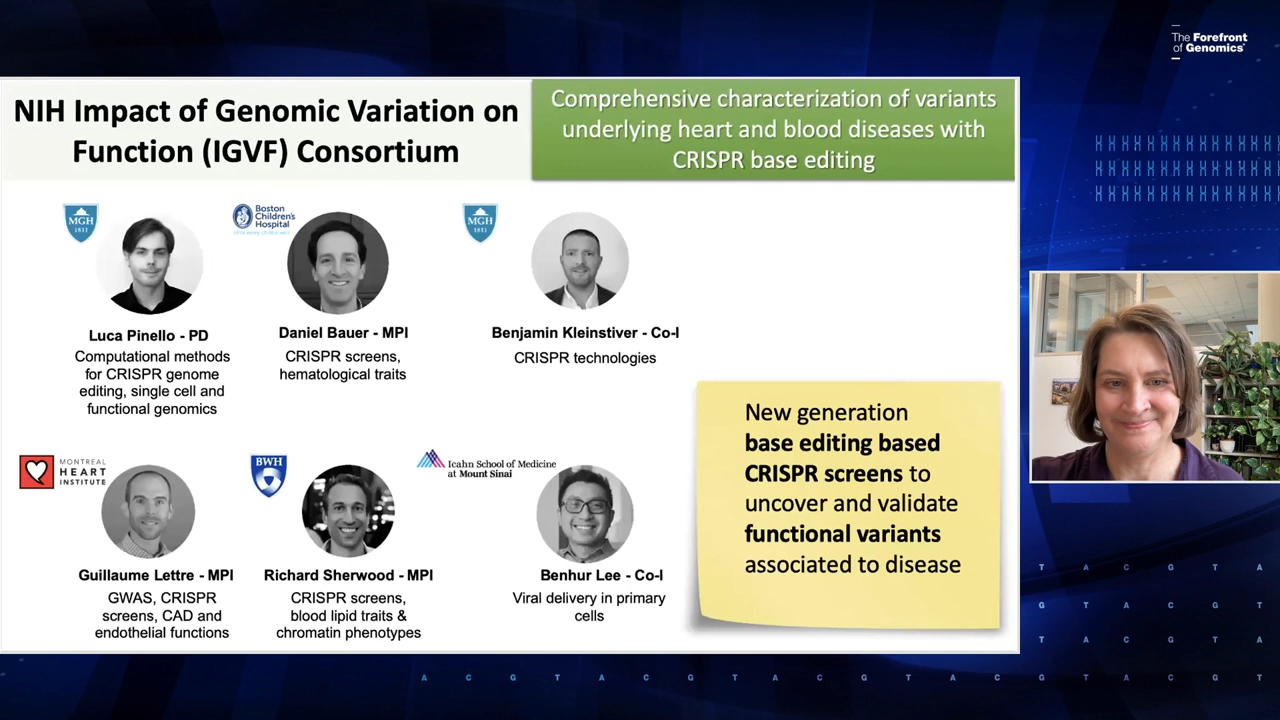 The Forefront
of Genomics
NIH Impact of Genomic Variation on
Function (IGVF) Consortium
Comprehensive characterization of variants
underlying heart and blood diseases with
CRISPR base editing
MGH
1811
Boston
Children's
Hospital
MGH
1811
Luca Pinello - PD
Computational methods
for CRISPR genome
editing, single cell and
functional genomics
Daniel Bauer - MPI
CRISPR screens,
hematological traits
Benjamin Kleinstiver - Co-I
CRISPR technologies
MONTREAL
HEART
INSTITUTE
BWH
Icahn School of Medicine
at Mount Sinai
Guillaume Lettre - MPI
GWAS, CRISPR
screens, CAD and
endothelial functions
Richard Sherwood - MPI
CRISPR screens,
blood lipid traits &
chromatin phenotypes
Benhur Lee - Co-I
Viral delivery in primary
cells
New generation
base editing based
CRISPR screens to
uncover and validate
functional variants
associated to disease
T A C G T A
G T A C G T
T A C G T A
A C G T A C G T A C G T A C G T A C G T